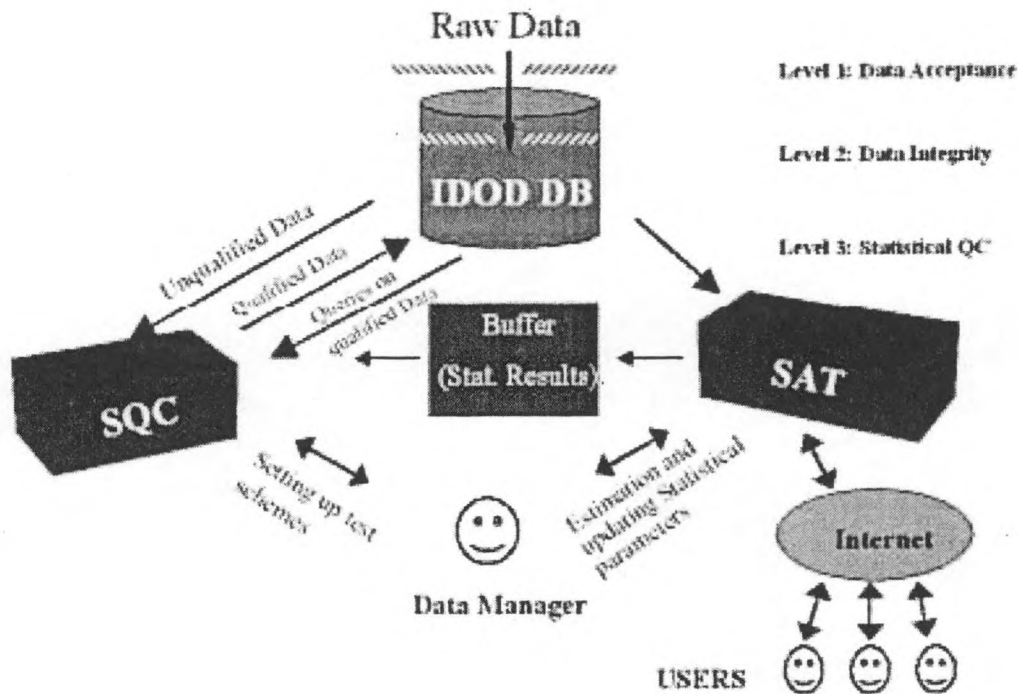 Raw Data
Level 1: Data Acceptance
Level 2: Data Integrity
IDOD DB
Level 3: Statistical QC
Unqualified Data
Qualified Data
Queries on
qualified Data
Buffer
(Stat. Results)
SQC
SAT
Setting up test
schemes
Estimation and
updating Statistical
parameters
Data Manager
Internet
USERS